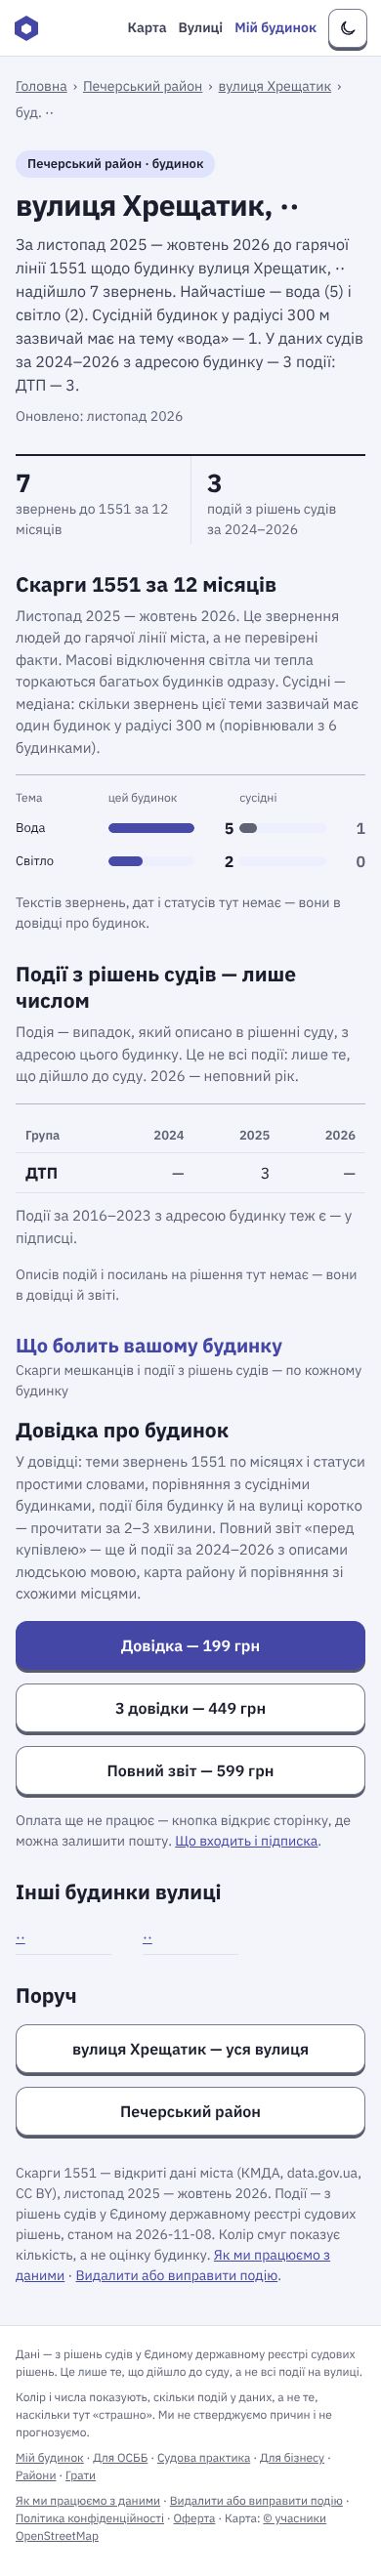 Карта Вулиці Мій будинок
Головна › Печерський район › вулиця Хрещатик ›
буд. ··
Печерський район · будинок
вулиця Хрещатик, ··
За листопад 2025 — жовтень 2026 до гарячої
лінії 1551 щодо будинку вулиця Хрещатик, ··
надійшло 7 звернень. Найчастіше — вода (5) і
світло (2). Сусідній будинок у радіусі 300 м
зазвичай має на тему «вода» — 1. У даних судів
за 2024–2026 з адресою будинку — 3 події:
ДТП — 3.
Оновлено: листопад 2026
7
звернень до 1551 за 12
місяців
3
подій з рішень судів
за 2024–2026
Скарги 1551 за 12 місяців
Листопад 2025 — жовтень 2026. Це звернення
людей до гарячої лінії міста, а не перевірені
факти. Масові відключення світла чи тепла
торкаються багатьох будинків одразу. Сусідні —
медіана: скільки звернень цієї теми зазвичай має
один будинок у радіусі 300 м (порівнювали з 6
будинками).
Тема цей будинок сусідні
Вода 5 1
Світло 2 0
Текстів звернень, дат і статусів тут немає — вони в
довідці про будинок.
Події з рішень судів — лише
числом
Подія — випадок, який описано в рішенні суду, з
адресою цього будинку. Це не всі події: лише те,
що дійшло до суду. 2026 — неповний рік.
Група 2024 2025 2026
ДТП — 3 —
Події за 2016–2023 з адресою будинку теж є — у
підписці.
Описів подій і посилань на рішення тут немає — вони
в довідці й звіті.
Що болить вашому будинку
Скарги мешканців і події з рішень судів — по кожному
будинку
Довідка про будинок
У довідці: теми звернень 1551 по місяцях і статуси
простими словами, порівняння з сусідніми
будинками, події біля будинку й на вулиці коротко
— прочитати за 2–3 хвилини. Повний звіт «перед
купівлею» — ще й події за 2024–2026 з описами
людською мовою, карта району й порівняння зі
схожими місцями.
Довідка — 199 грн
3 довідки — 449 грн
Повний звіт — 599 грн
Оплата ще не працює — кнопка відкриє сторінку, де
можна залишити пошту. Що входить і підписка.
Інші будинки вулиці
·· ··
Поруч
вулиця Хрещатик — уся вулиця
Печерський район
Скарги 1551 — відкриті дані міста (КМДА, data.gov.ua,
CC BY), листопад 2025 — жовтень 2026. Події — з
рішень судів у Єдиному державному реєстрі судових
рішень, станом на 2026-11-08. Колір смуг показує
кількість, а не оцінку будинку. Як ми працюємо з
даними · Видалити або виправити подію.
Дані — з рішень судів у Єдиному державному реєстрі судових
рішень. Це лише те, що дійшло до суду, а не всі події на вулиці.
Колір і числа показують, скільки подій у даних, а не те,
наскільки тут «страшно». Ми не стверджуємо причин і не
прогнозуємо.
Мій будинок · Для ОСББ · Судова практика · Для бізнесу ·
Райони · Грати
Як ми працюємо з даними · Видалити або виправити подію ·
Політика конфіденційності · Оферта · Карта: © учасники
OpenStreetMap